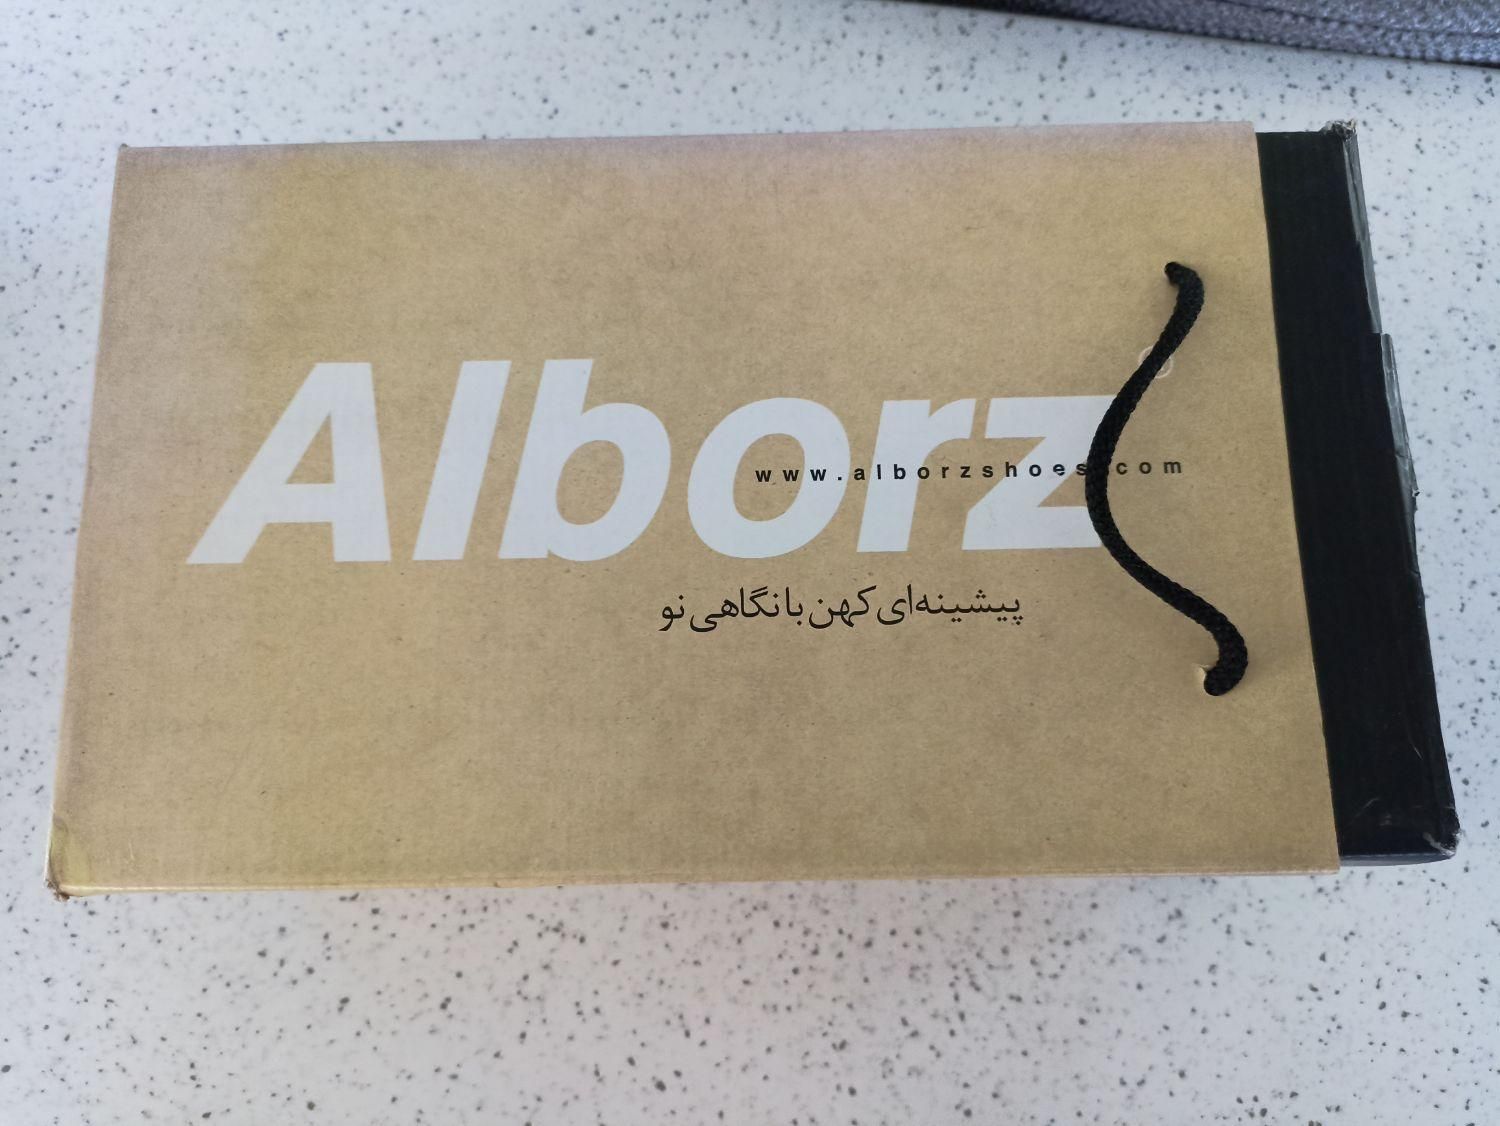 Alborz
www.alborzshoes.com
پیشینه‌ای کهن با نگاهی نو